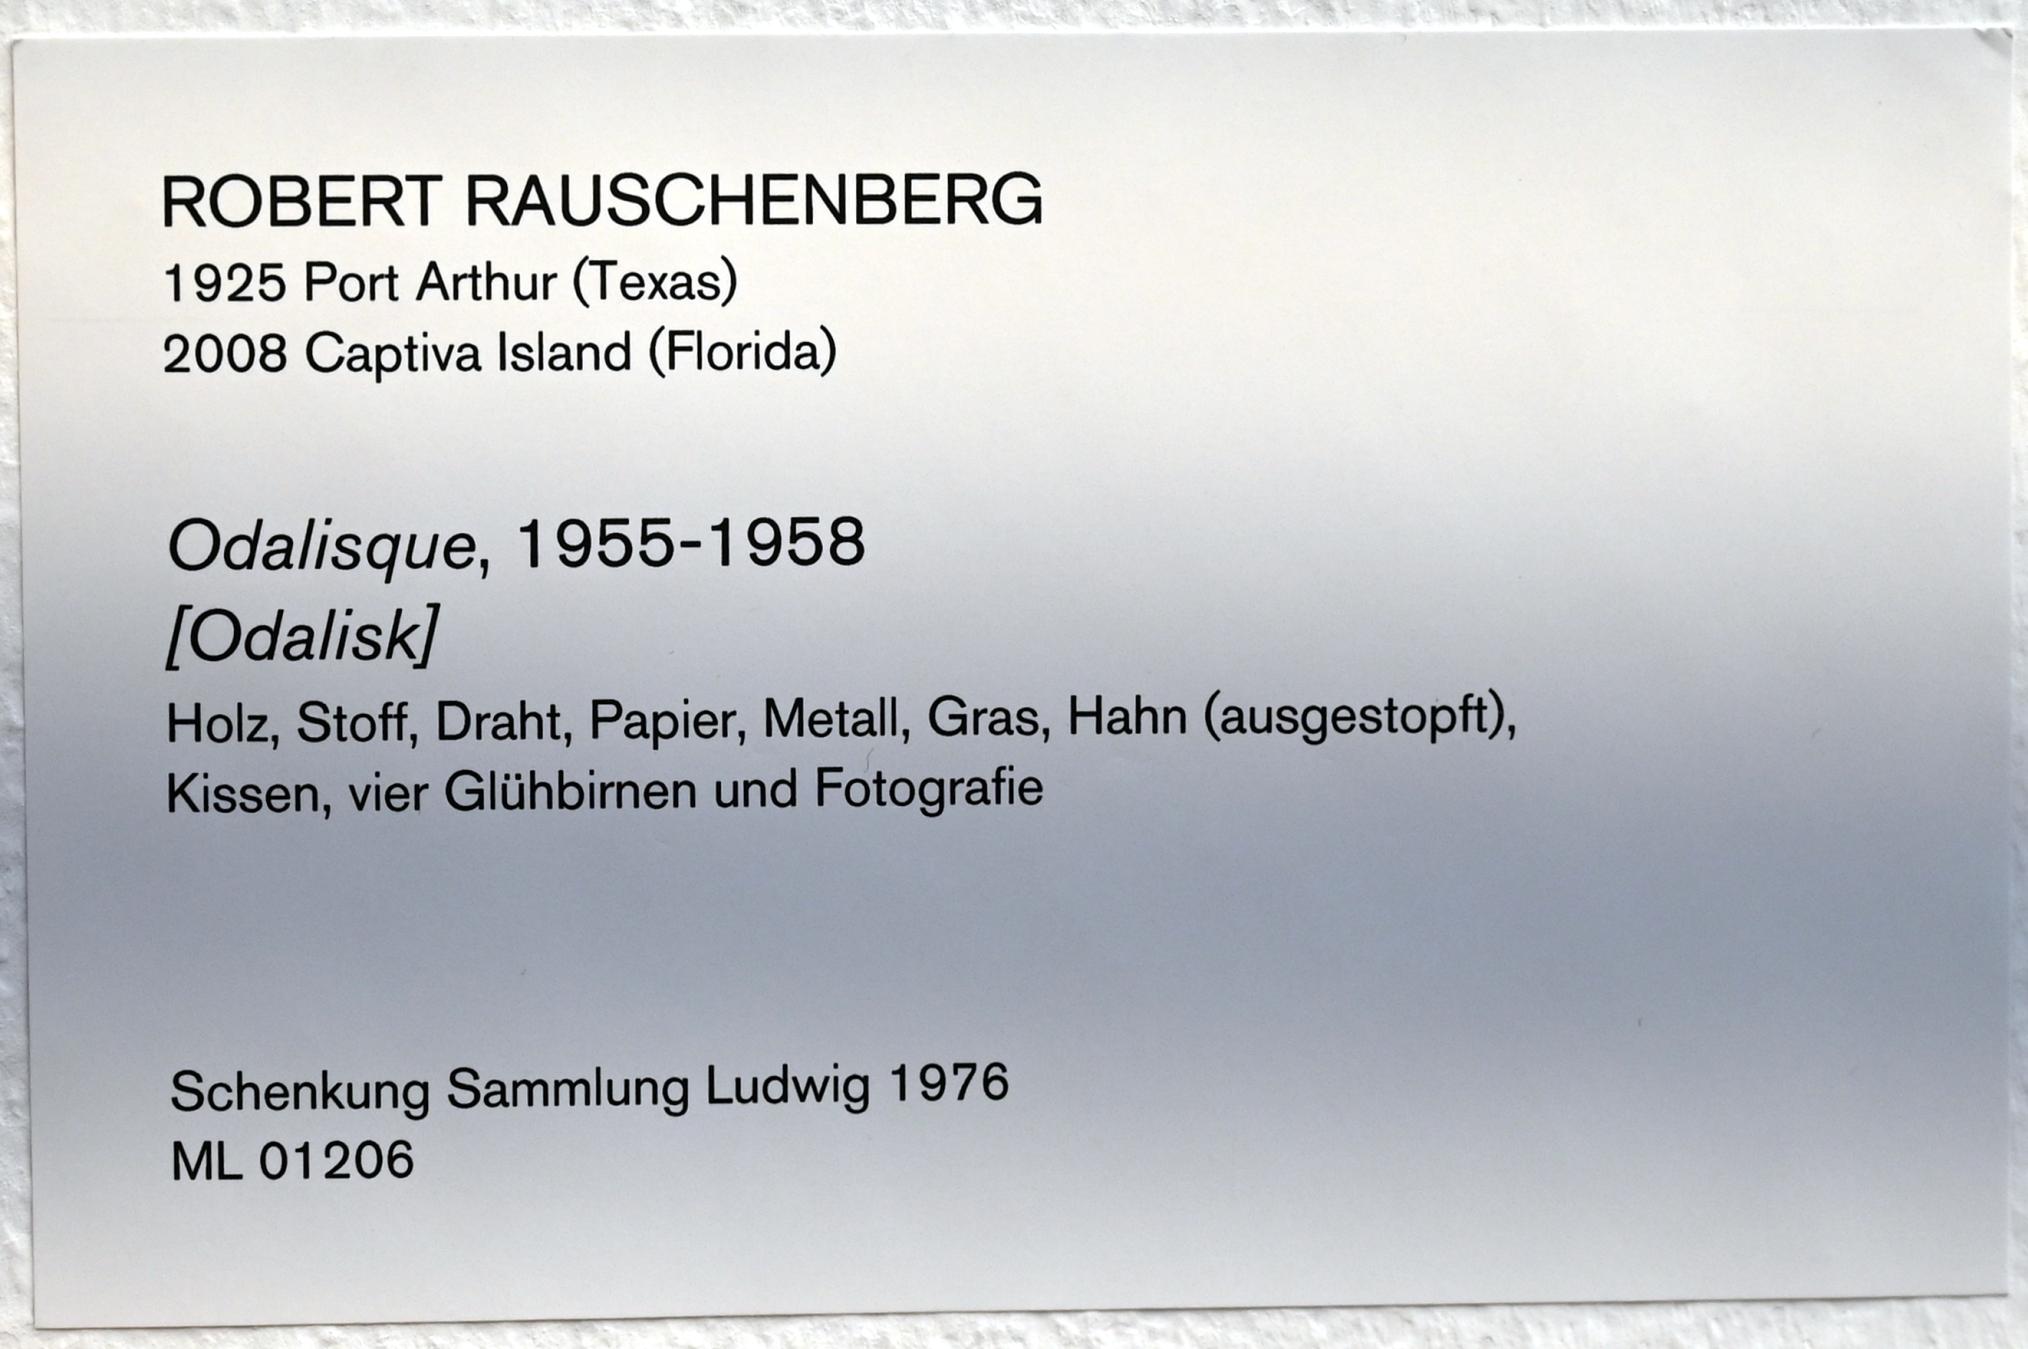 ROBERT RAUSCHENBERG
1925 Port Arthur (Texas)
2008 Captiva Island (Florida)
Odalisque, 1955-1958
[Odalisk]
Holz, Stoff, Draht, Papier, Metall, Gras, Hahn (ausgestopft),
Kissen, vier Glühbirnen und Fotografie
Schenkung Sammlung Ludwig 1976
ML 01206